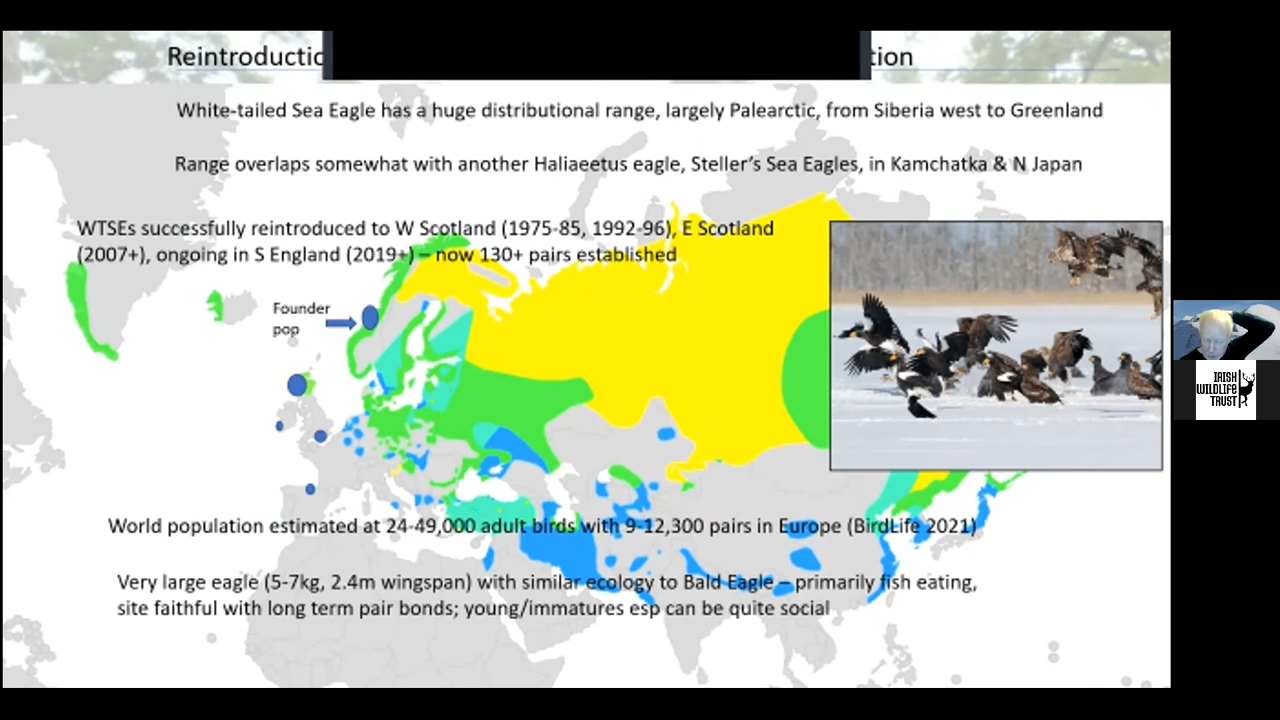 Reintroductio
tion
White-tailed Sea Eagle has a huge distributional range, largely Palearctic, from Siberia west to Greenland
Range overlaps somewhat with another Haliaeetus eagle, Steller's Sea Eagles, in Kamchatka & N Japan
WTSEs successfully reintroduced to W Scotland (1975-85, 1992-96), E Scotland
(2007+), ongoing in S England (2019+) – now 130+ pairs established
Founder
pop
World population estimated at 24-49,000 adult birds with 9-12,300 pairs in Europe (BirdLife 2021)
Very large eagle (5-7kg, 2.4m wingspan) with similar ecology to Bald Eagle – primarily fish eating,
site faithful with long term pair bonds; young/immatures esp can be quite social
IRISH
WILDLIFE
TRUST